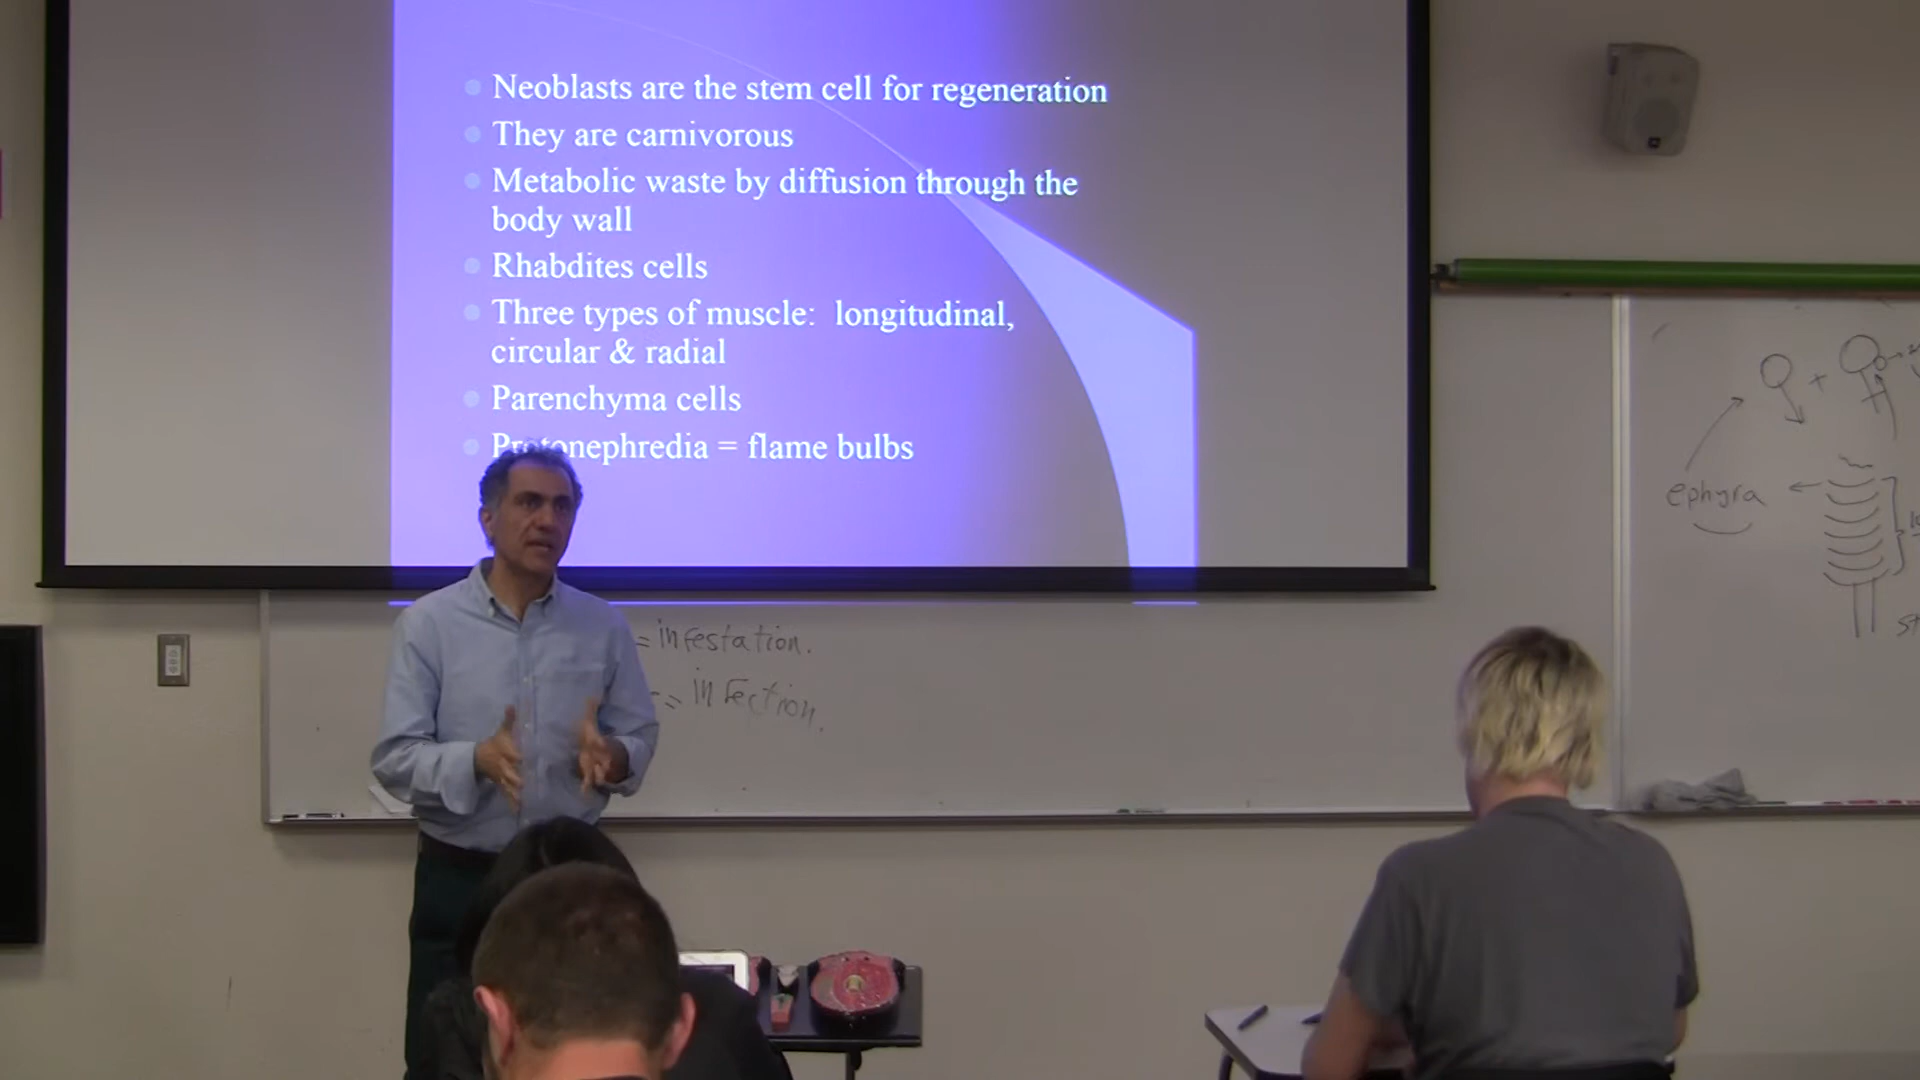 Neoblasts are the stem cell for regeneration
They are carnivorous
Metabolic waste by diffusion through the
body wall
Rhabdites cells
Three types of muscle: longitudinal,
circular & radial
Parenchyma cells
Protonephredia = flame bulbs
= infestation.
= infection.
ephyra